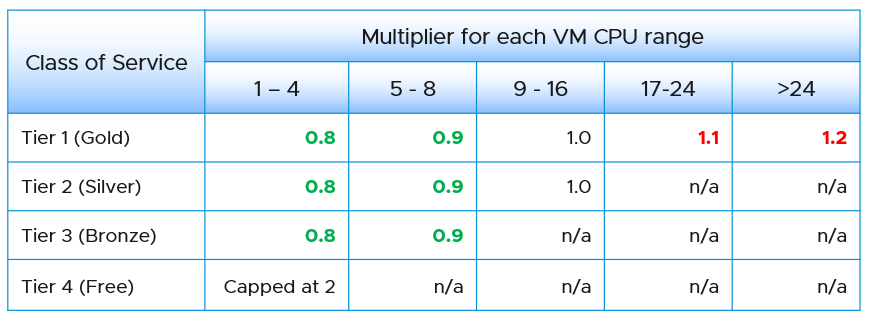 Class of Service
Multiplier for each VM CPU range
1 – 4 5 - 8 9 - 16 17-24 >24
Tier 1 (Gold) 0.8 0.9 1.0 1.1 1.2
Tier 2 (Silver) 0.8 0.9 1.0 n/a n/a
Tier 3 (Bronze) 0.8 0.9 n/a n/a n/a
Tier 4 (Free) Capped at 2 n/a n/a n/a n/a